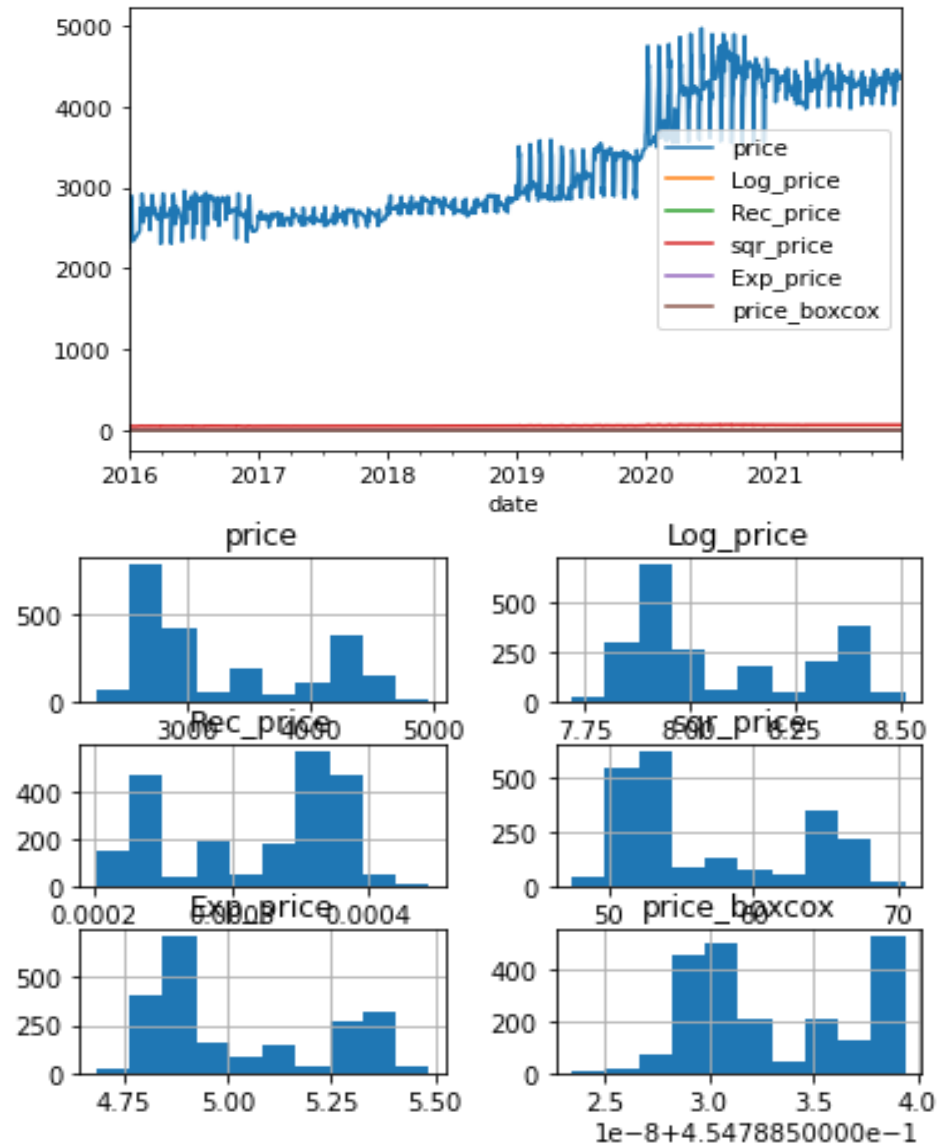 5000
4000
3000
2000
1000
0
price
Log_price
Rec_price
sqr_price
Exp_price
price_boxcox
2016 2017 2018 2019 2020 2021
date
price Log_price
500
0
3000 4000 5000
500
250
0
7.75 8.00 8.25 8.50
Rec_price sqr_price
400
200
0
0.0002 0.0003 0.0004
500
250
0
50 60 70
Exp_price price_boxcox
500
250
0
4.75 5.00 5.25 5.50
400
200
0
2.5 3.0 3.5 4.0
1e−8+4.5478850000e−1